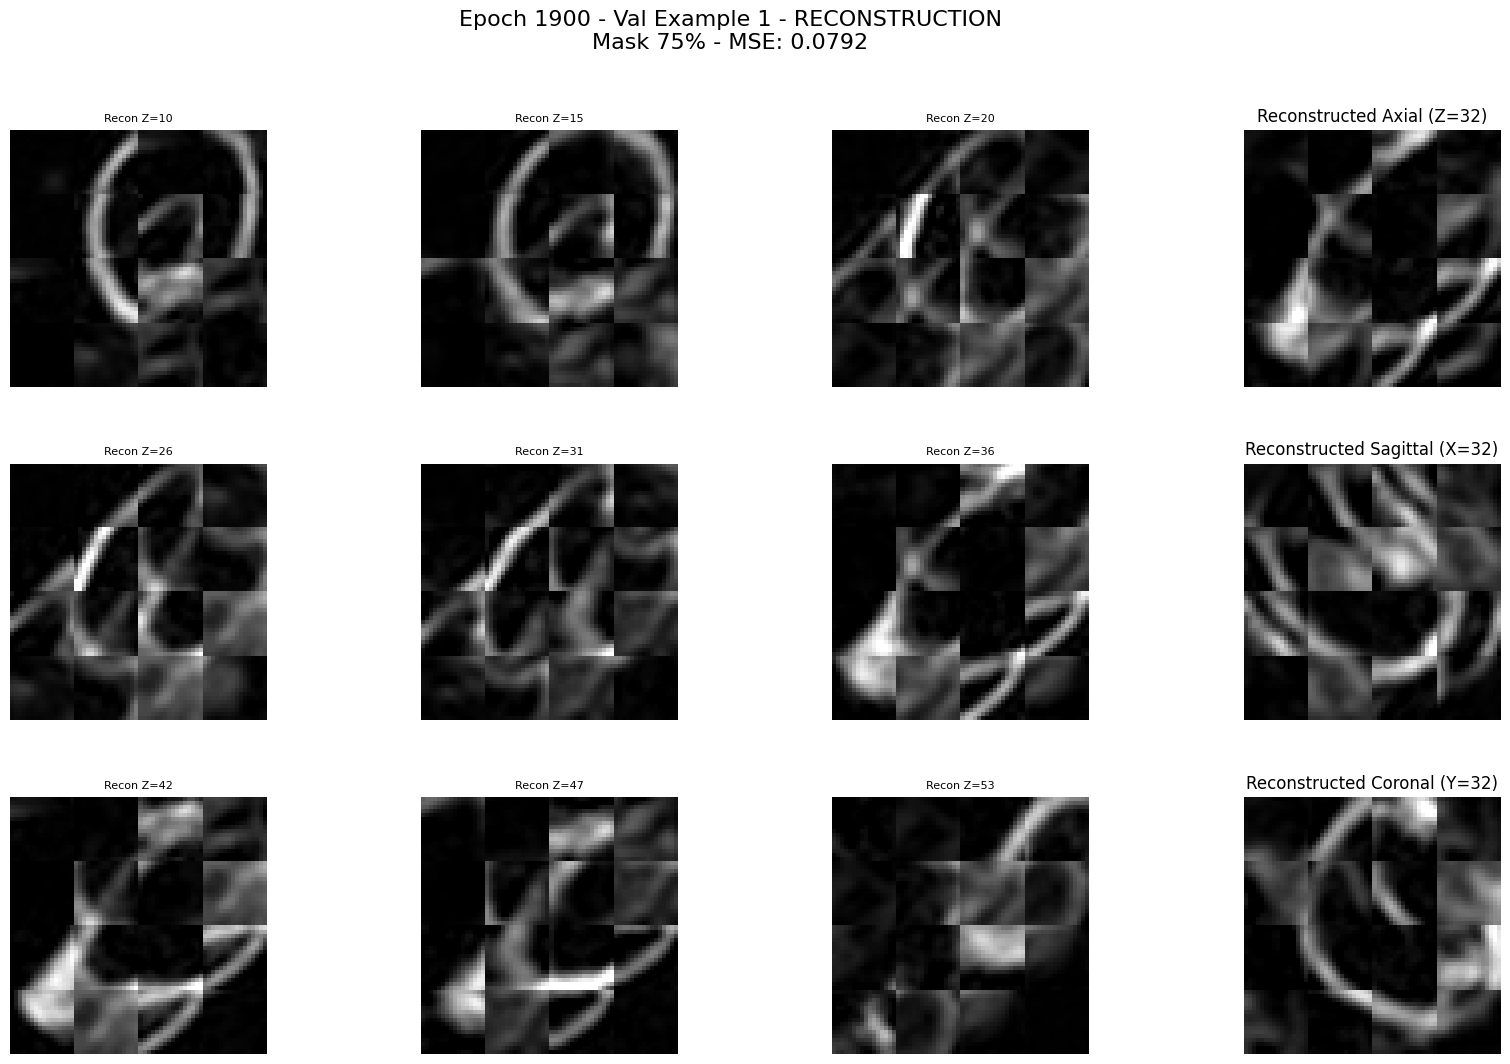 Epoch 1900 - Val Example 1 - RECONSTRUCTION
Mask 75% - MSE: 0.0792
Recon Z=10
Recon Z=15
Recon Z=20
Reconstructed Axial (Z=32)
Recon Z=26
Recon Z=31
Recon Z=36
Reconstructed Sagittal (X=32)
Recon Z=42
Recon Z=47
Recon Z=53
Reconstructed Coronal (Y=32)